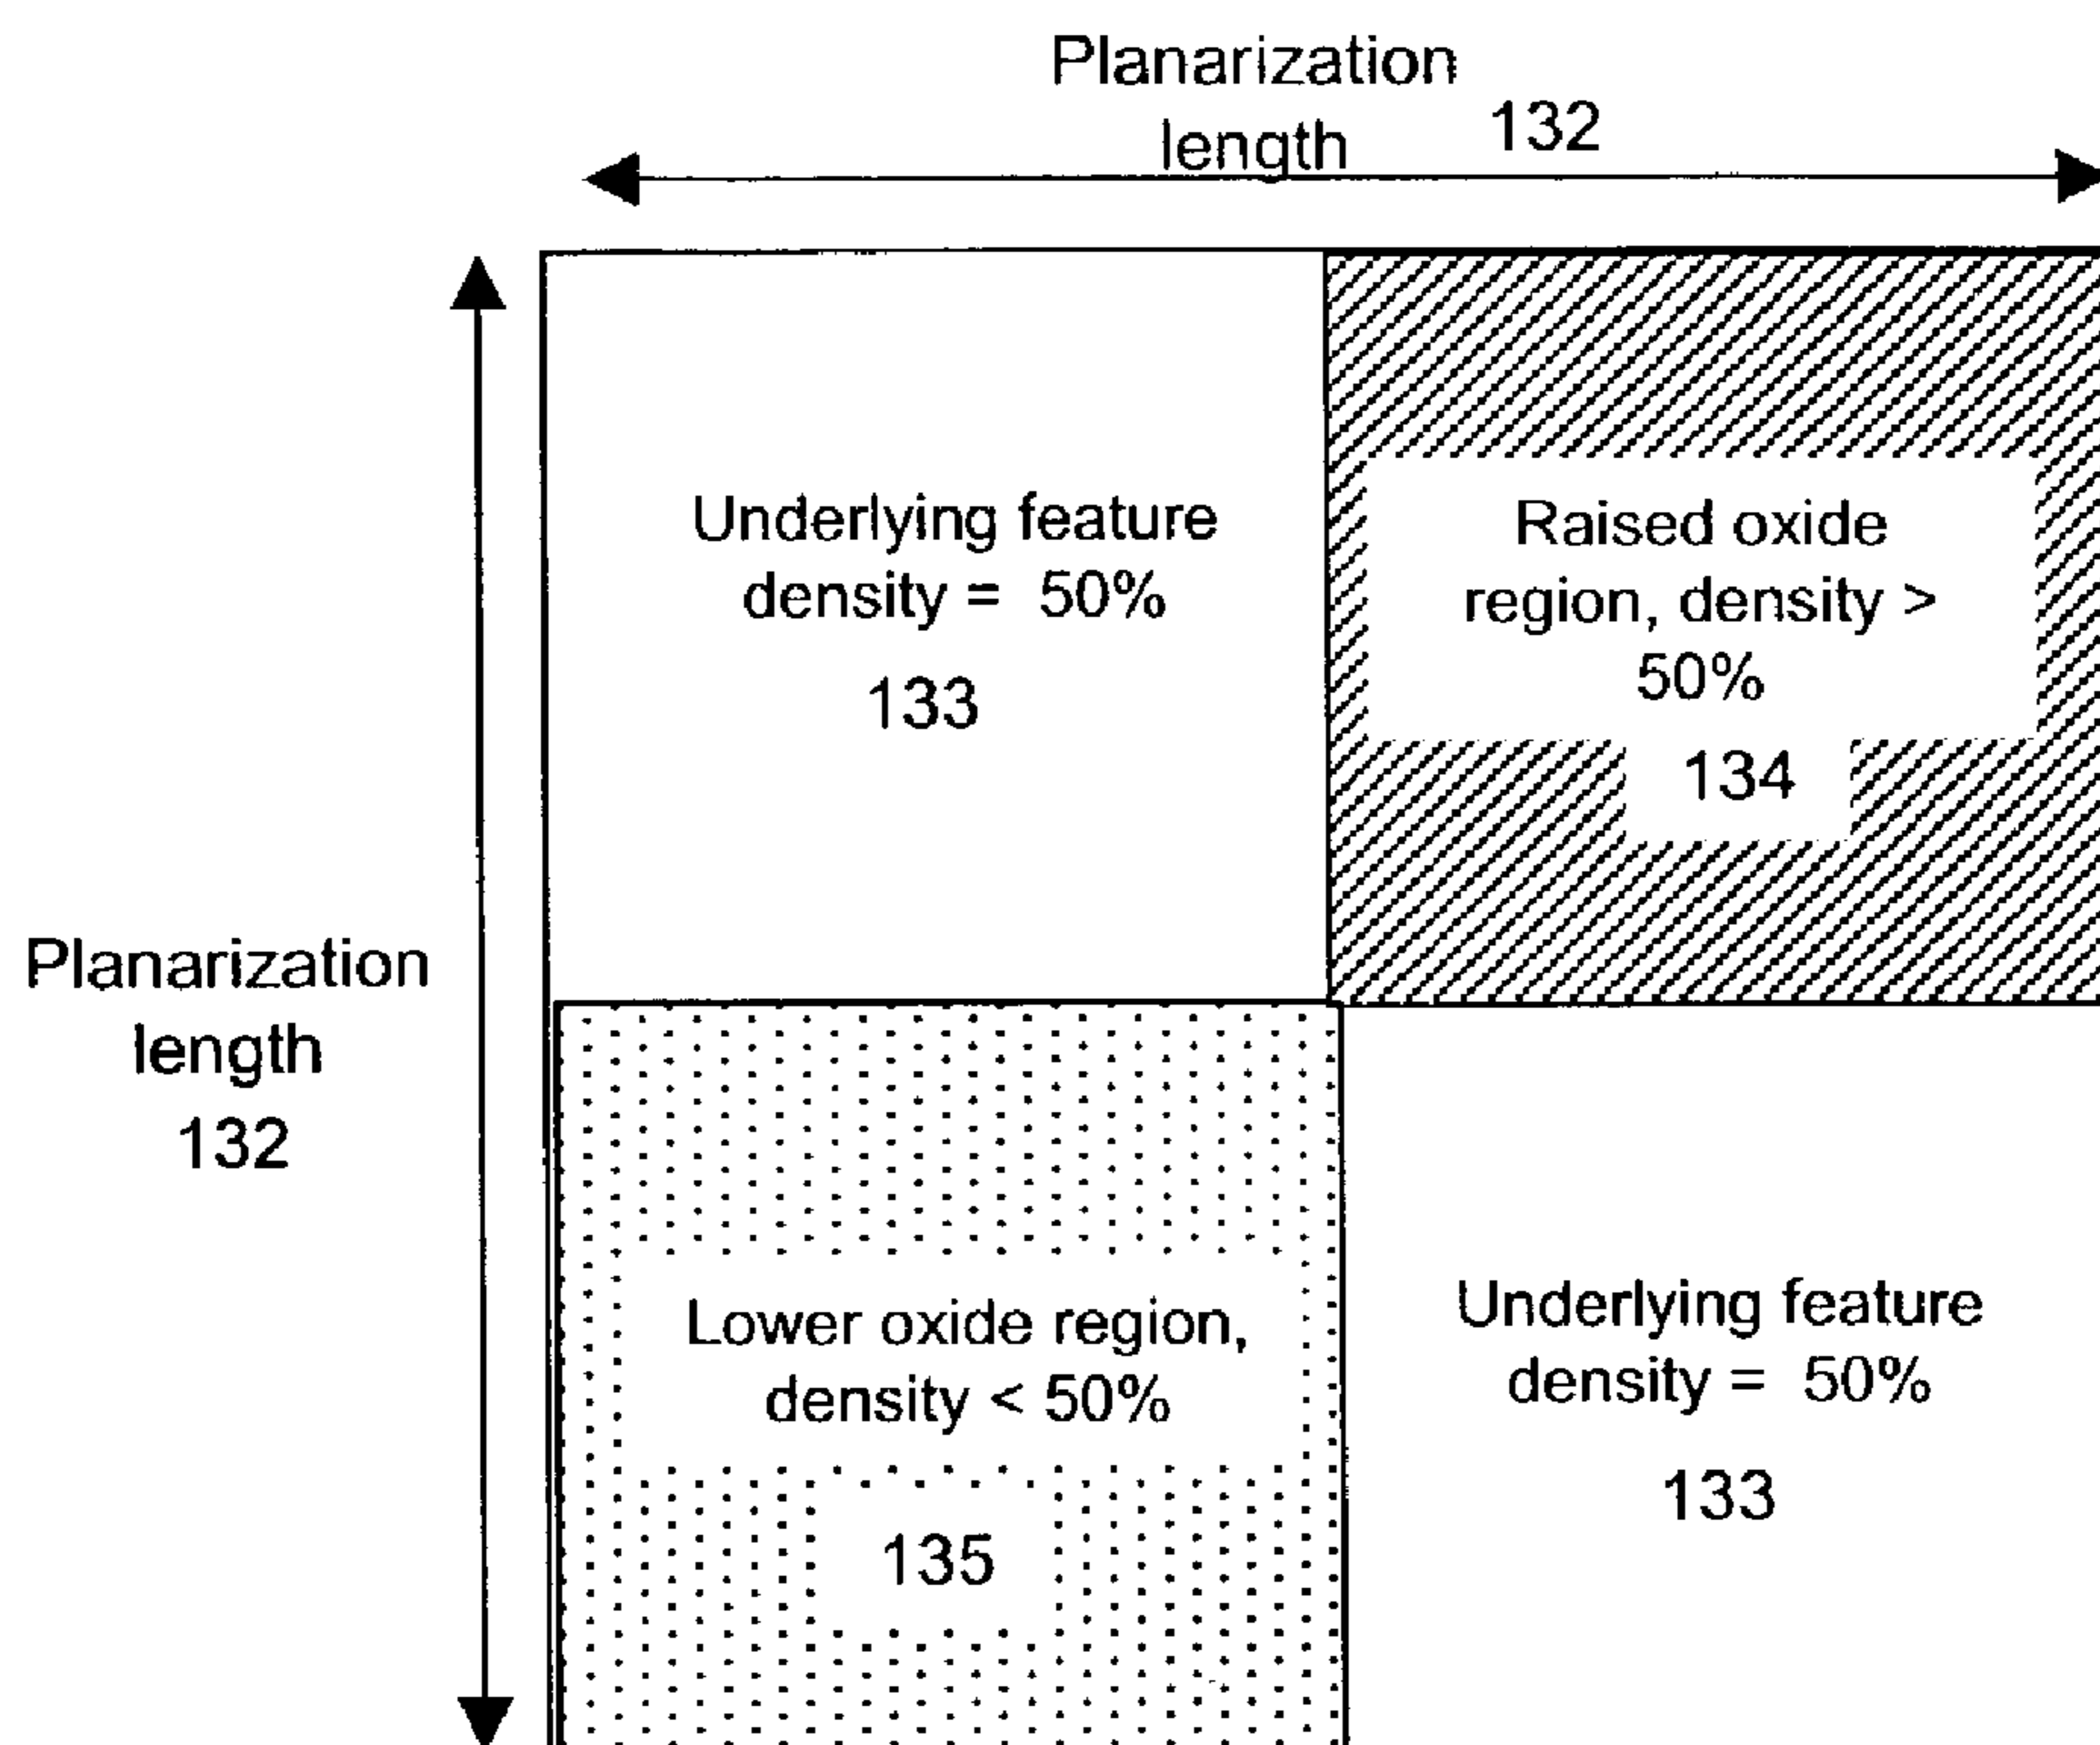 Planarization
length 132
Underlying feature
density = 50%
133
Raised oxide
region, density >
50%
134
Planarization
length
132
Lower oxide region,
density < 50%
135
Underlying feature
density = 50%
133